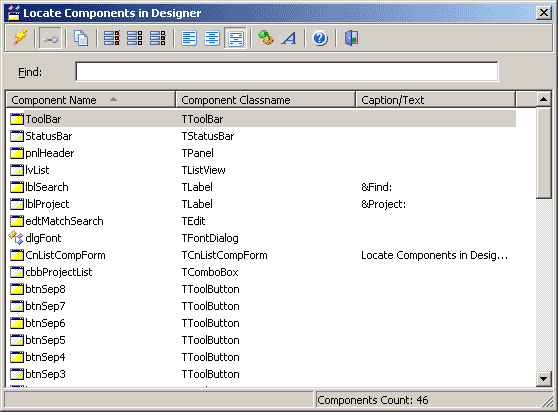 Locate Components in Designer
Find:
Component Name Component Classname Caption/Text
ToolBar TToolBar
StatusBar TStatusBar
pnlHeader TPanel
lvList TListView
lblSearch TLabel &Find:
lblProject TLabel &Project:
edtMatchSearch TEdit
dlgFont TFontDialog
CnListCompForm TCnListCompForm Locate Components in Desig...
cbbProjectList TComboBox
btnSep8 TToolButton
btnSep7 TToolButton
btnSep6 TToolButton
btnSep5 TToolButton
btnSep4 TToolButton
btnSep3 TToolButton
Components Count: 46